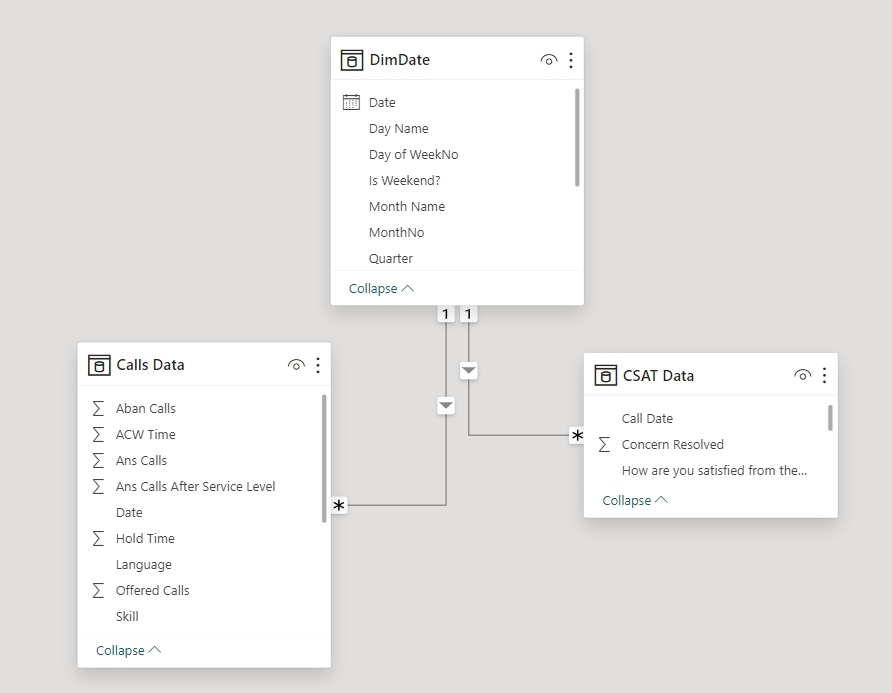 DimDate
Date
Day Name
Day of WeekNo
Is Weekend?
Month Name
MonthNo
Quarter
Collapse
1 1
Calls Data
Σ Aban Calls
Σ ACW Time
Σ Ans Calls
Σ Ans Calls After Service Level
Date
Σ Hold Time
Language
Σ Offered Calls
Skill
Collapse
*
CSAT Data
Call Date
Σ Concern Resolved
How are you satisfied from the...
Collapse
*